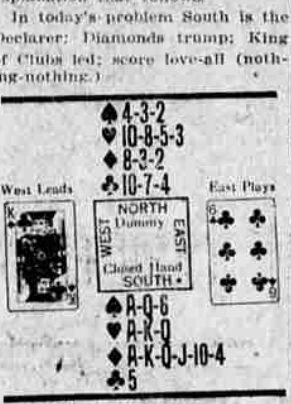 In today's problem South is the
Declarer; Diamonds trump; King
of Clubs led; score love-all (noth-
ing-nothing.)
♠4-3-2
♥10-8-5-3
♦8-3-2
♣10-7-4
West Leads
East Plays
K
6
NORTH
Dummy
WEST
EAST
Closed Hand
SOUTH
♠A-Q-6
♥A-K-Q
♦A-K-Q-J-10-4
♣5